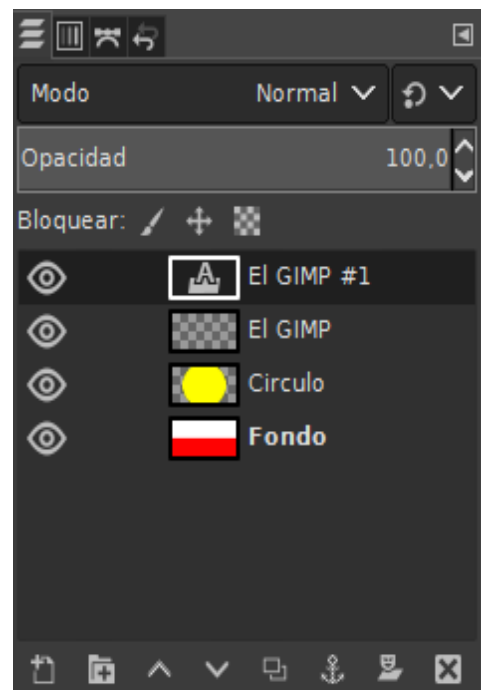 Modo Normal
Opacidad 100,0
Bloquear:
El GIMP #1
El GIMP
Circulo
Fondo